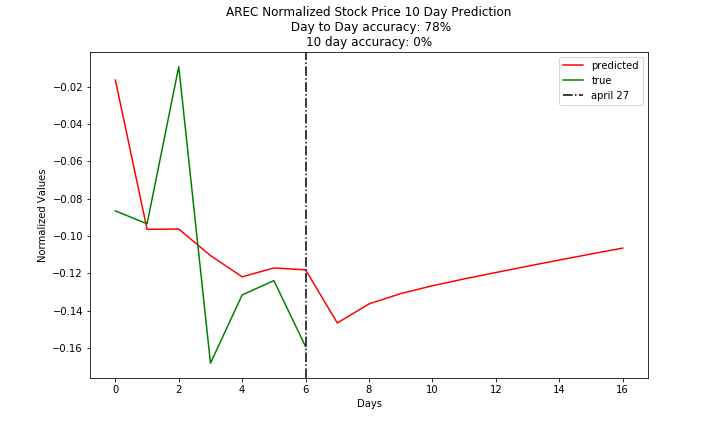 AREC Normalized Stock Price 10 Day Prediction
Day to Day accuracy: 78%
10 day accuracy: 0%
predicted
true
april 27
−0.02
−0.04
−0.06
−0.08
−0.10
−0.12
−0.14
−0.16
Normalized Values
0 2 4 6 8 10 12 14 16
Days